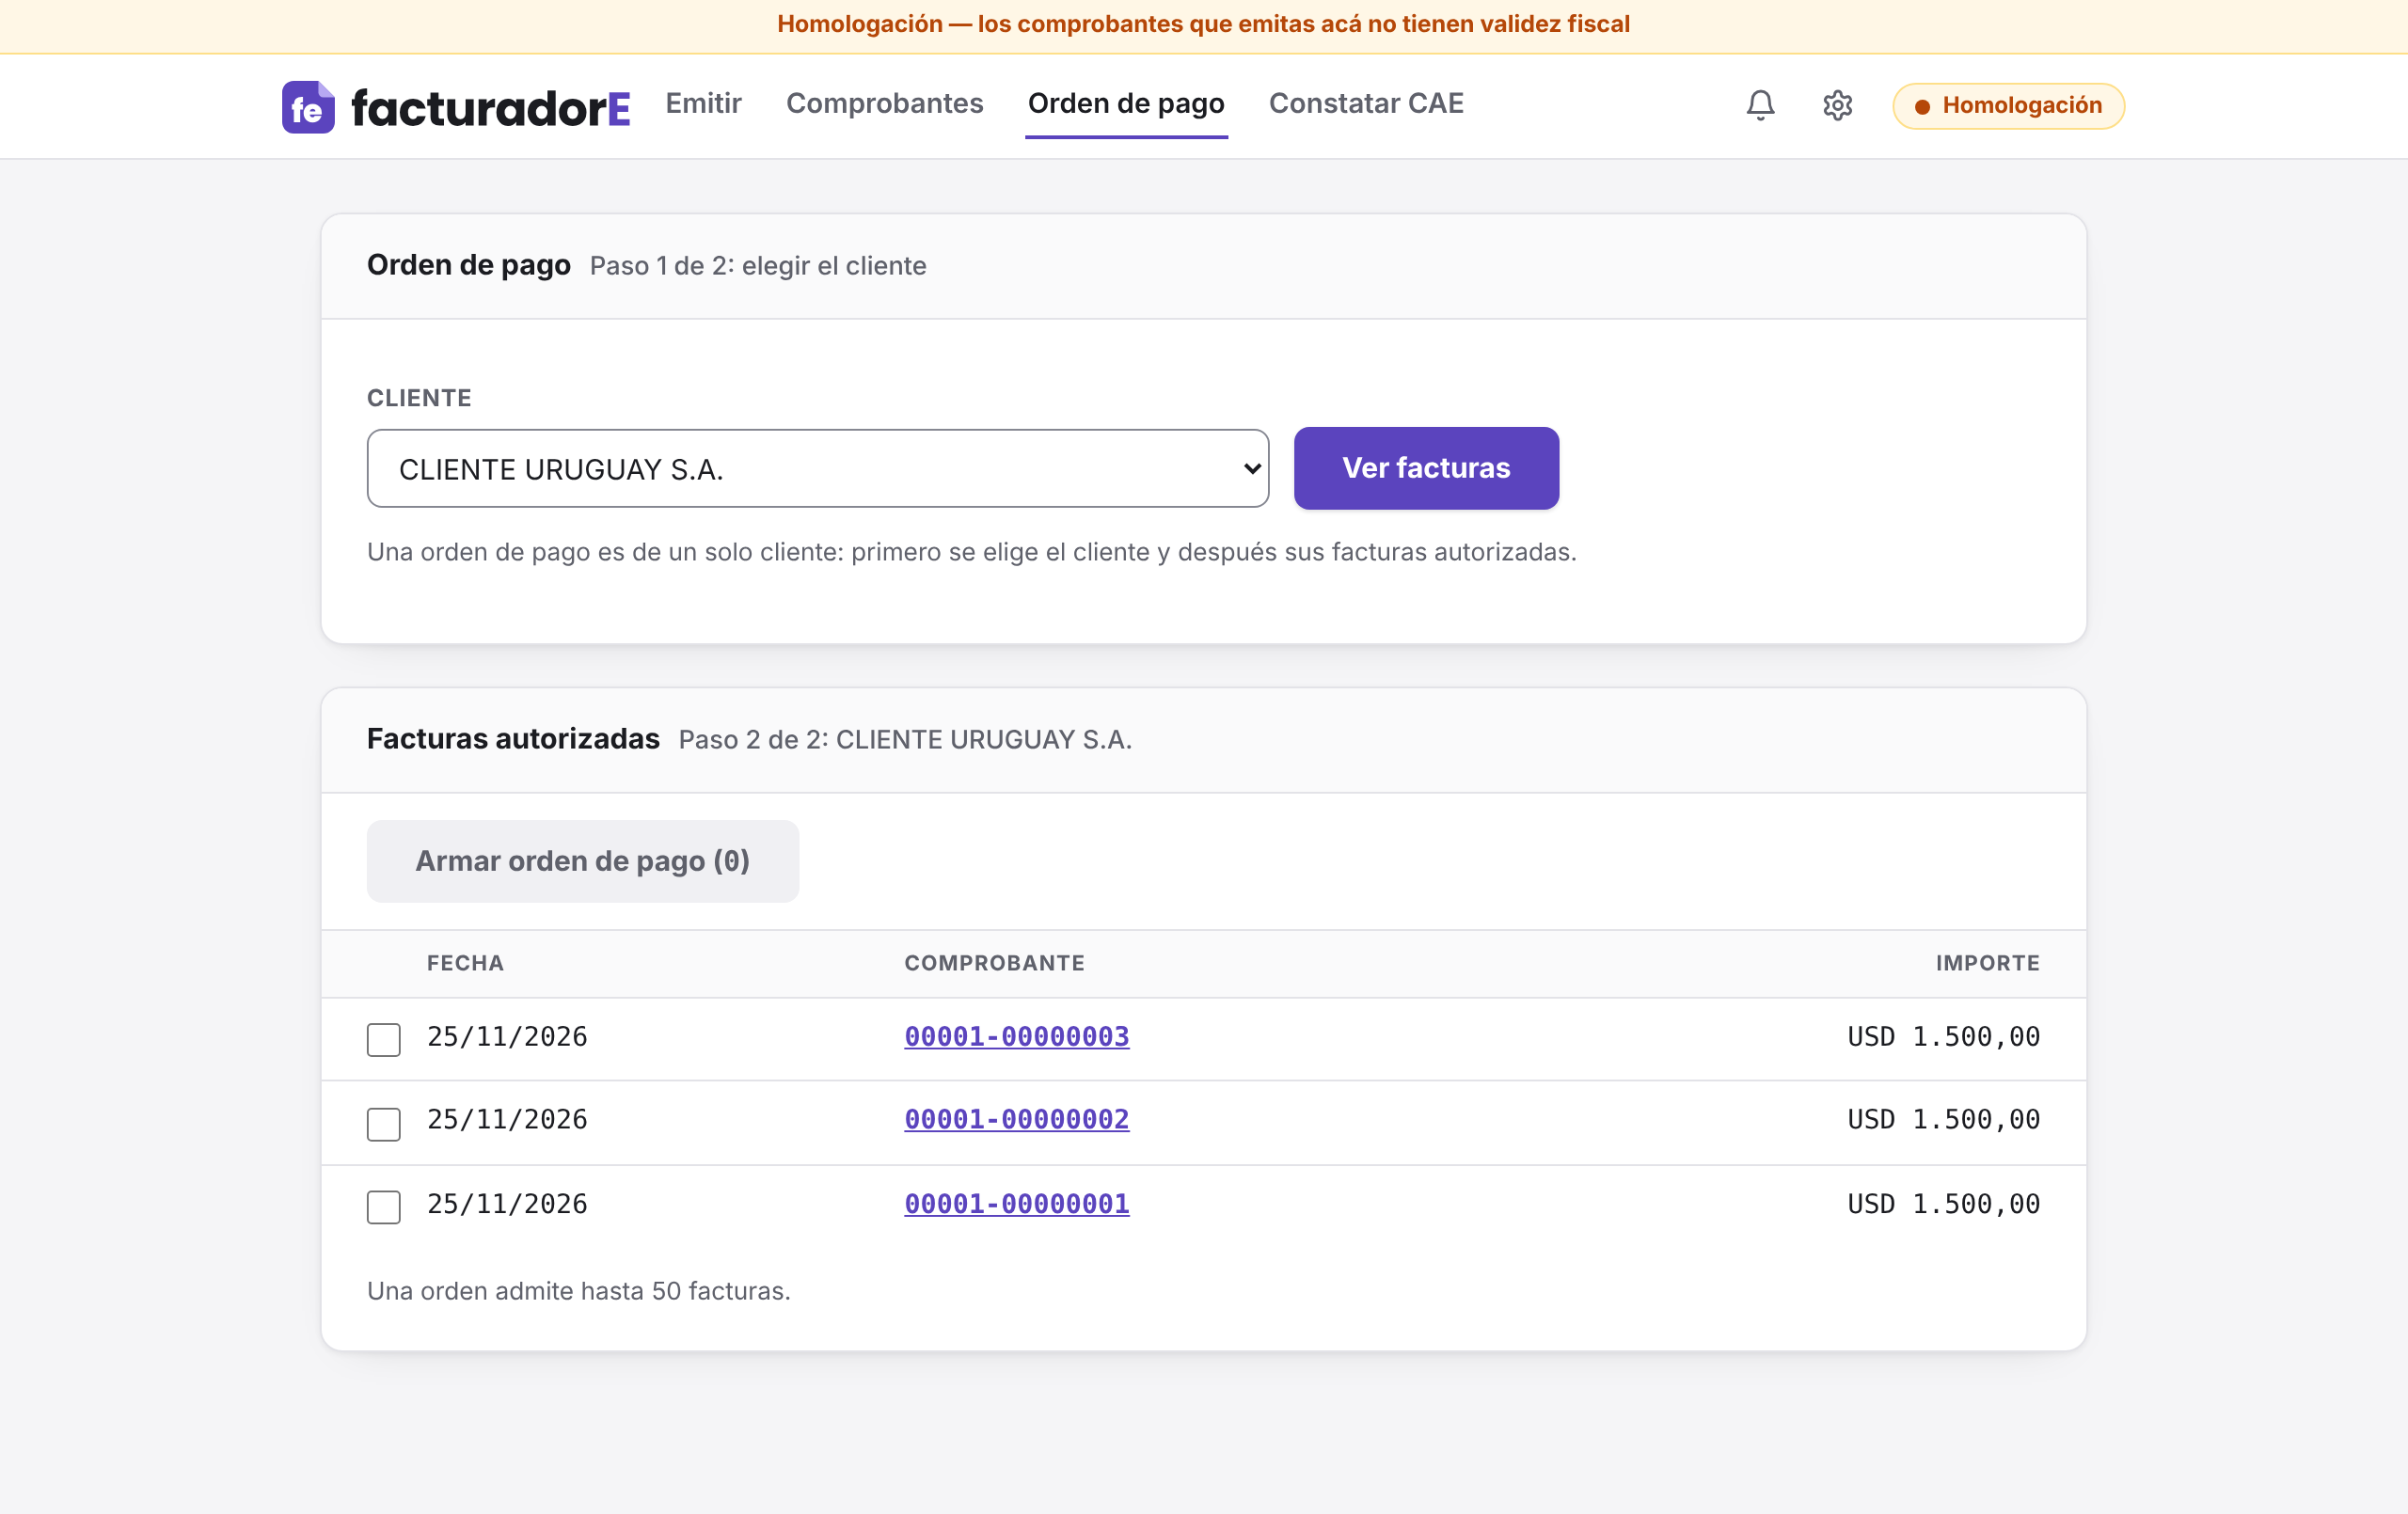 Homologación — los comprobantes que emitas acá no tienen validez fiscal
fe facturadorE Emitir Comprobantes Orden de pago Constatar CAE Homologación
Orden de pago Paso 1 de 2: elegir el cliente
CLIENTE
CLIENTE URUGUAY S.A. Ver facturas
Una orden de pago es de un solo cliente: primero se elige el cliente y después sus facturas autorizadas.
Facturas autorizadas Paso 2 de 2: CLIENTE URUGUAY S.A.
Armar orden de pago (0)
FECHA COMPROBANTE IMPORTE
25/11/2026 00001-00000003 USD 1.500,00
25/11/2026 00001-00000002 USD 1.500,00
25/11/2026 00001-00000001 USD 1.500,00
Una orden admite hasta 50 facturas.